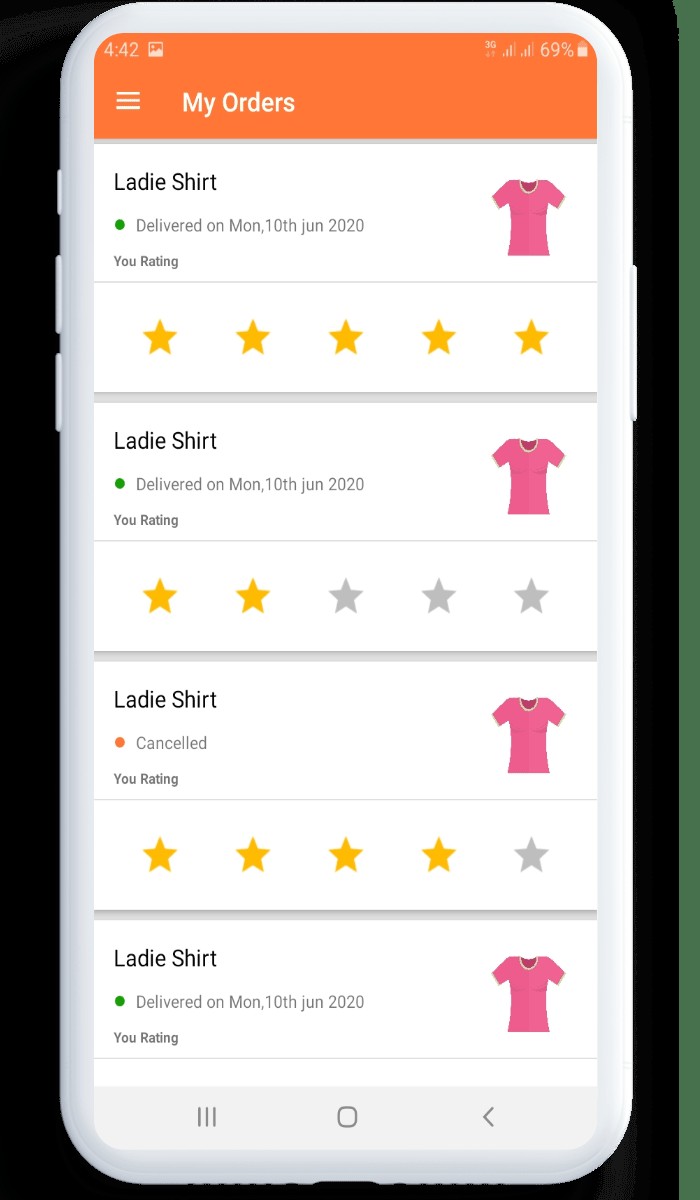 4:42 3G 69%
My Orders
Ladie Shirt
Delivered on Mon,10th jun 2020
You Rating
Ladie Shirt
Delivered on Mon,10th jun 2020
You Rating
Ladie Shirt
Cancelled
You Rating
Ladie Shirt
Delivered on Mon,10th jun 2020
You Rating